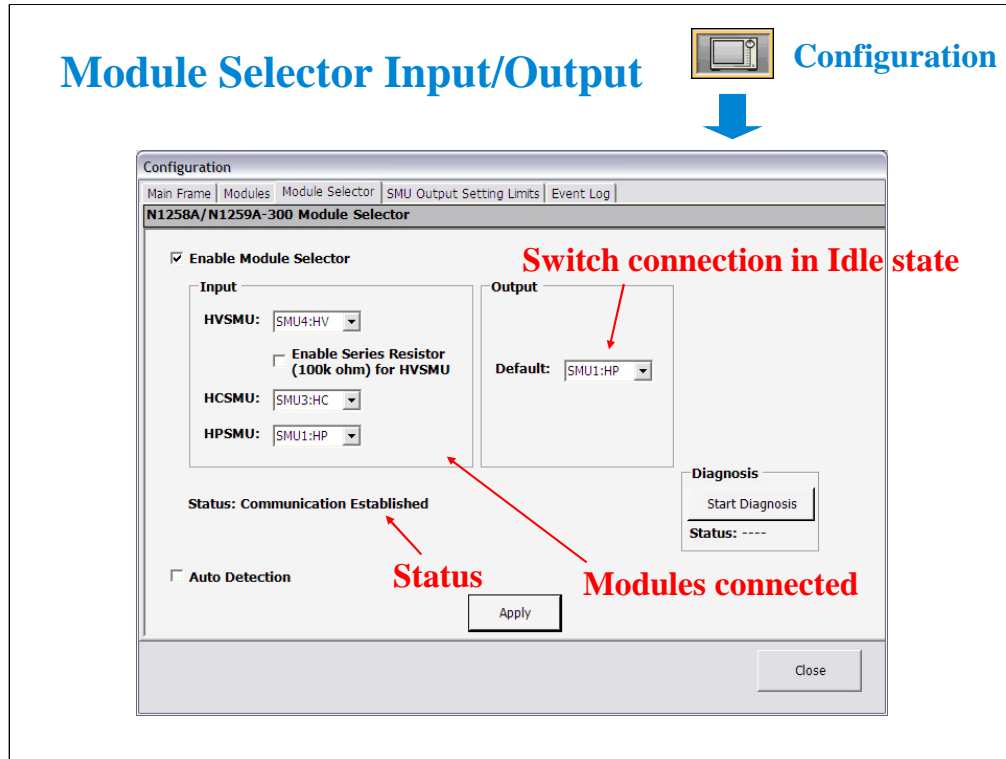 Module Selector Input/Output
Configuration
Configuration
Main Frame
Modules
Module Selector
SMU Output Setting Limits
Event Log
N1258A/N1259A-300 Module Selector
Enable Module Selector
Switch connection in Idle state
Input
Output
HVSMU:
SMU4:HV
Enable Series Resistor
(100k ohm) for HVSMU
Default:
SMU1:HP
HCSMU:
SMU3:HC
HPSMU:
SMU1:HP
Diagnosis
Start Diagnosis
Status: ----
Status: Communication Established
Status
Modules connected
Auto Detection
Apply
Close